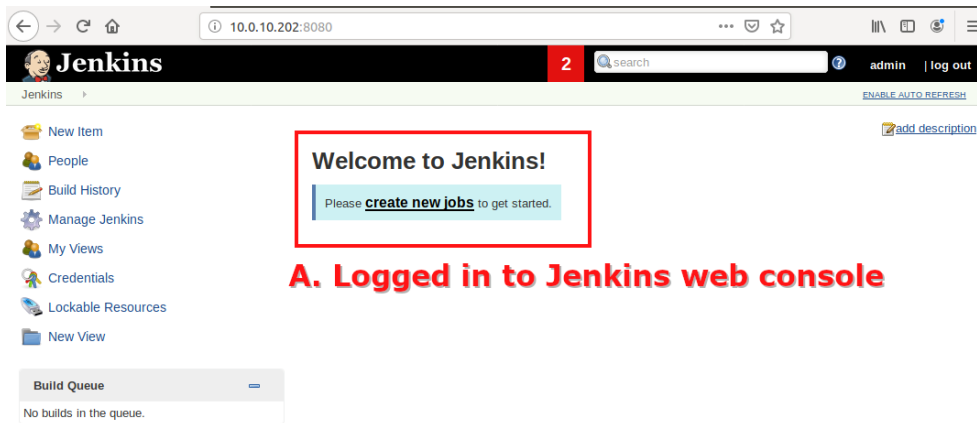 10.0.10.202:8080
Jenkins
2
search
admin | log out
Jenkins
ENABLE AUTO REFRESH
New Item
add description
People
Build History
Manage Jenkins
My Views
Credentials
Lockable Resources
New View
Welcome to Jenkins!
Please create new jobs to get started.
A. Logged in to Jenkins web console
Build Queue
No builds in the queue.